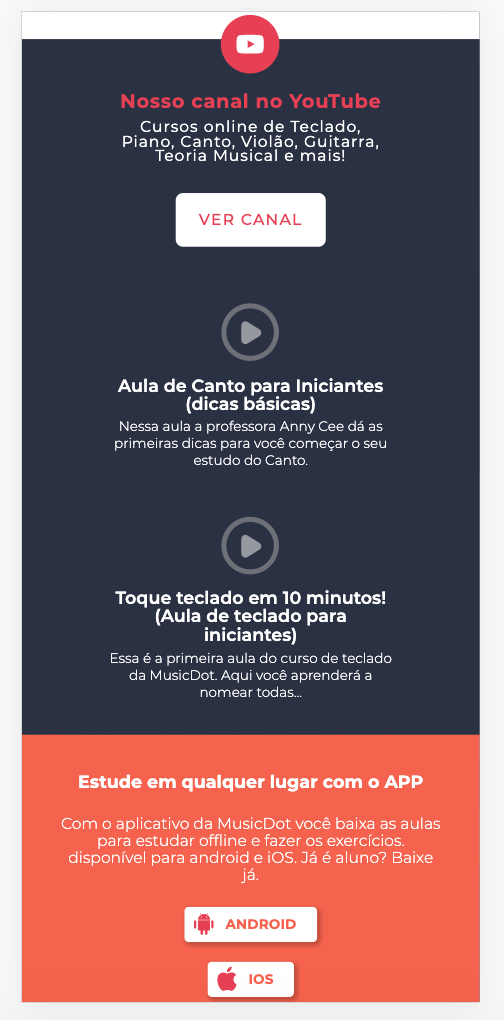 Nosso canal no YouTube
Cursos online de Teclado,
Piano, Canto, Violão, Guitarra,
Teoria Musical e mais!
VER CANAL
Aula de Canto para Iniciantes
(dicas básicas)
Nessa aula a professora Anny Cee dá as
primeiras dicas para você começar o seu
estudo do Canto.
Toque teclado em 10 minutos!
(Aula de teclado para
iniciantes)
Essa é a primeira aula do curso de teclado
da MusicDot. Aqui você aprenderá a
nomear todas...
Estude em qualquer lugar com o APP
Com o aplicativo da MusicDot você baixa as aulas
para estudar offline e fazer os exercícios.
disponível para android e iOS. Já é aluno? Baixe
já.
ANDROID
IOS